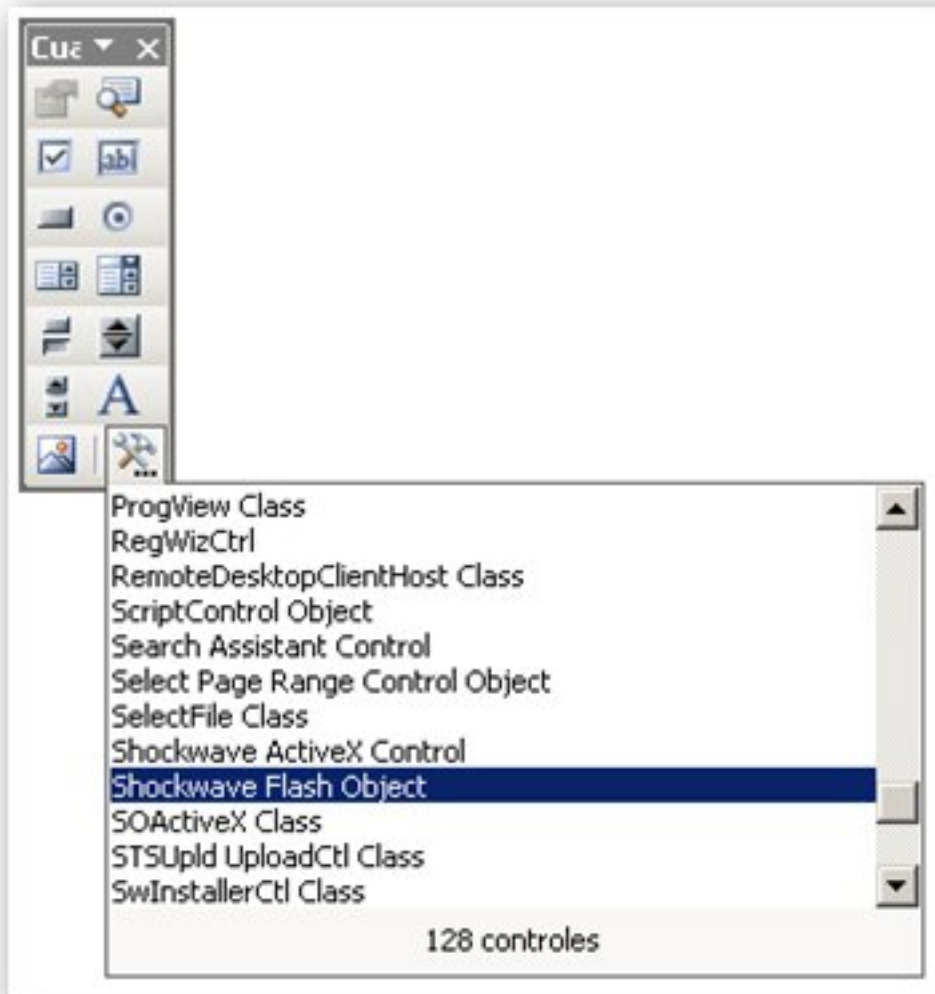 Cua
abl
A
ProgView Class
RegWizCtrl
RemoteDesktopClientHost Class
ScriptControl Object
Search Assistant Control
Select Page Range Control Object
SelectFile Class
Shockwave ActiveX Control
Shockwave Flash Object
SOActiveX Class
STSUpld UploadCtl Class
SwInstallerCtl Class
128 controles